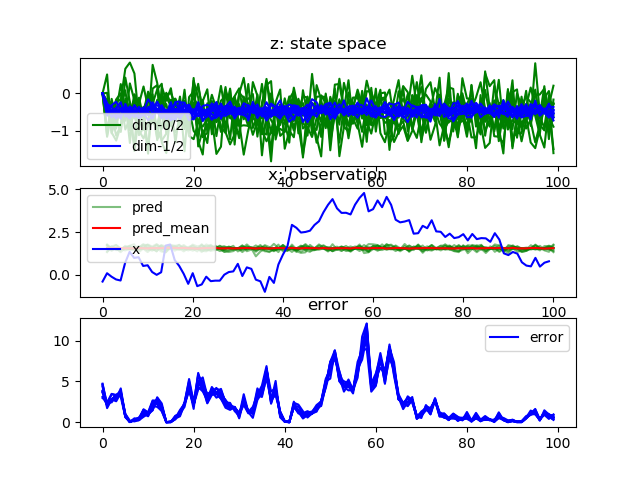 z: state space
0
−1
dim-0/2
dim-1/2
0 20 40 60 80 100
x: observation
5.0
2.5
0.0
pred
pred_mean
x
0 20 40 60 80 100
error
10
5
0
error
0 20 40 60 80 100